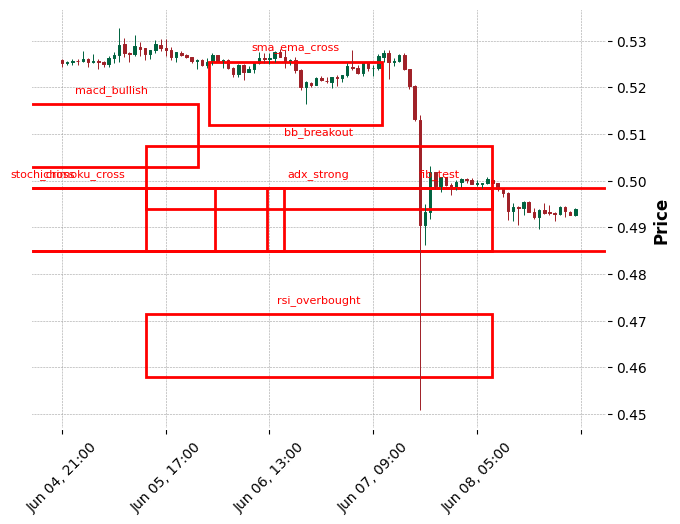 sma_ema_cross
macd_bullish
bb_breakout
ichimoku_cross
adx_strong
fib_test
rsi_overbought
0.53
0.52
0.51
0.50
0.49
0.48
0.47
0.46
0.45
Price
Jun 04, 21:00
Jun 05, 17:00
Jun 06, 13:00
Jun 07, 09:00
Jun 08, 05:00